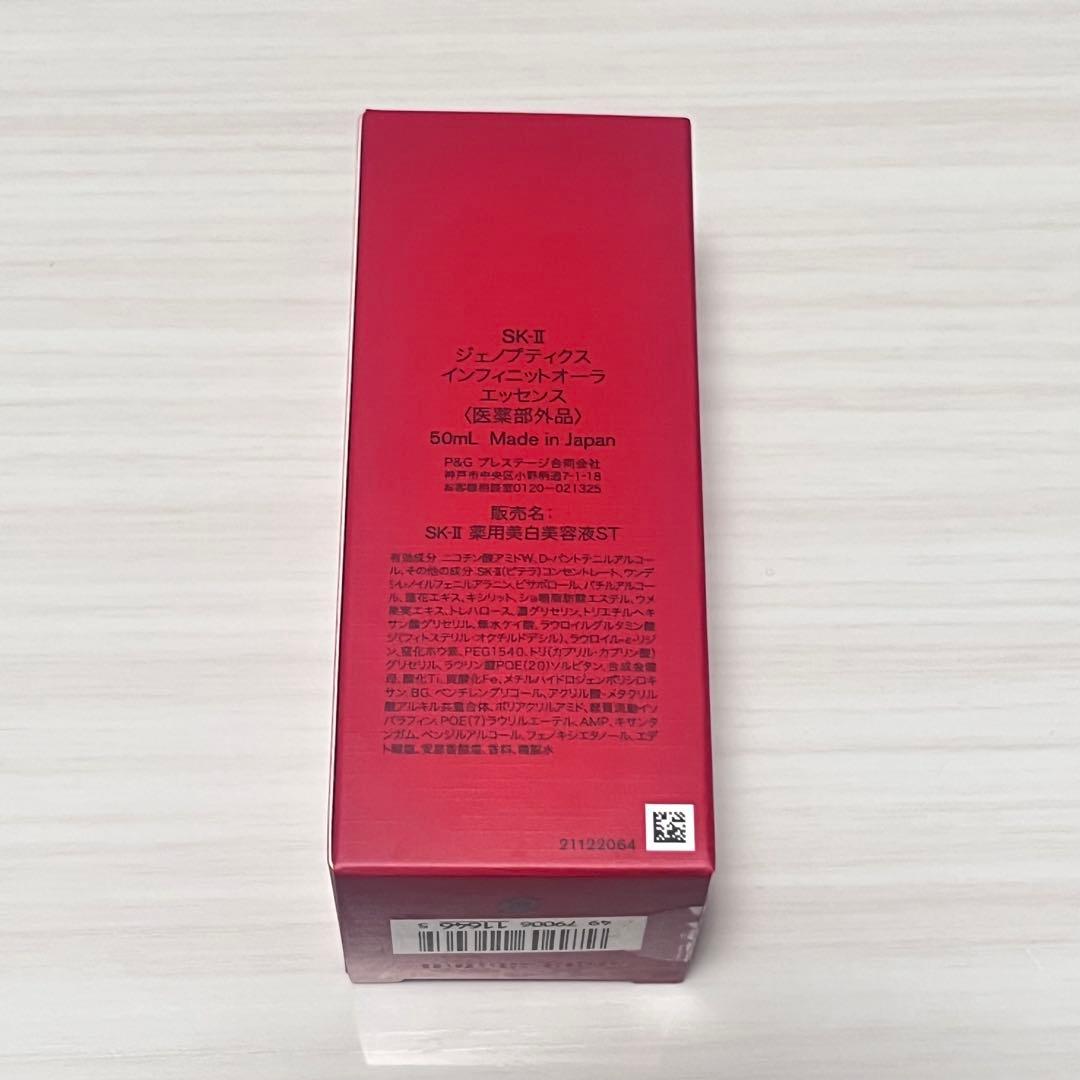 SK-Ⅱ
ジェノプティクス
インフィニットオーラ
エッセンス
〈医薬部外品〉
50mL Made in Japan
P&G プレステージ合同会社
神戸市中央区小野柄通7-1-18
お客様相談室0120-021325
販売名：
SK-Ⅱ 薬用美白美容液ST
有効成分 ニコチン酸アミドW、D-パントテニルアルコー
ル、その他の成分 SK-Ⅱ(ピテラ)コンセントレート、ウンデ
シレノイルフェニルアラニン、ビサボロール、バチルアルコー
ル、蓮花エキス、キシリット、ショ糖脂肪酸エステル、ウメ
果実エキス、トレハロース、濃グリセリン、トリエチルヘキ
サン酸グリセリル、無水ケイ酸、ラウロイルグルタミン酸
ジ(フィトステリル・オクチルドデシル)、ラウロイル-ε-リジ
ン、窒化ホウ素、PEG1540、トリ(カプリル・カプリン酸)
グリセリル、ラウリン酸POE(20)ソルビタン、合成金雲
母、酸化Ti、酸化Fe、メチルハイドロジェンポリシロキ
サン、BG、ペンチレングリコール、アクリル酸・メタクリル
酸アルキル共重合体、ポリアクリルアミド、軽質流動イソ
パラフィン、POE(7)ラウリルエーテル、AMP、キサンタ
ンガム、ベンジルアルコール、フェノキシエタノール、エデ
ト酸塩、安息香酸塩、香料、精製水
21122064
49 79006 11646 5